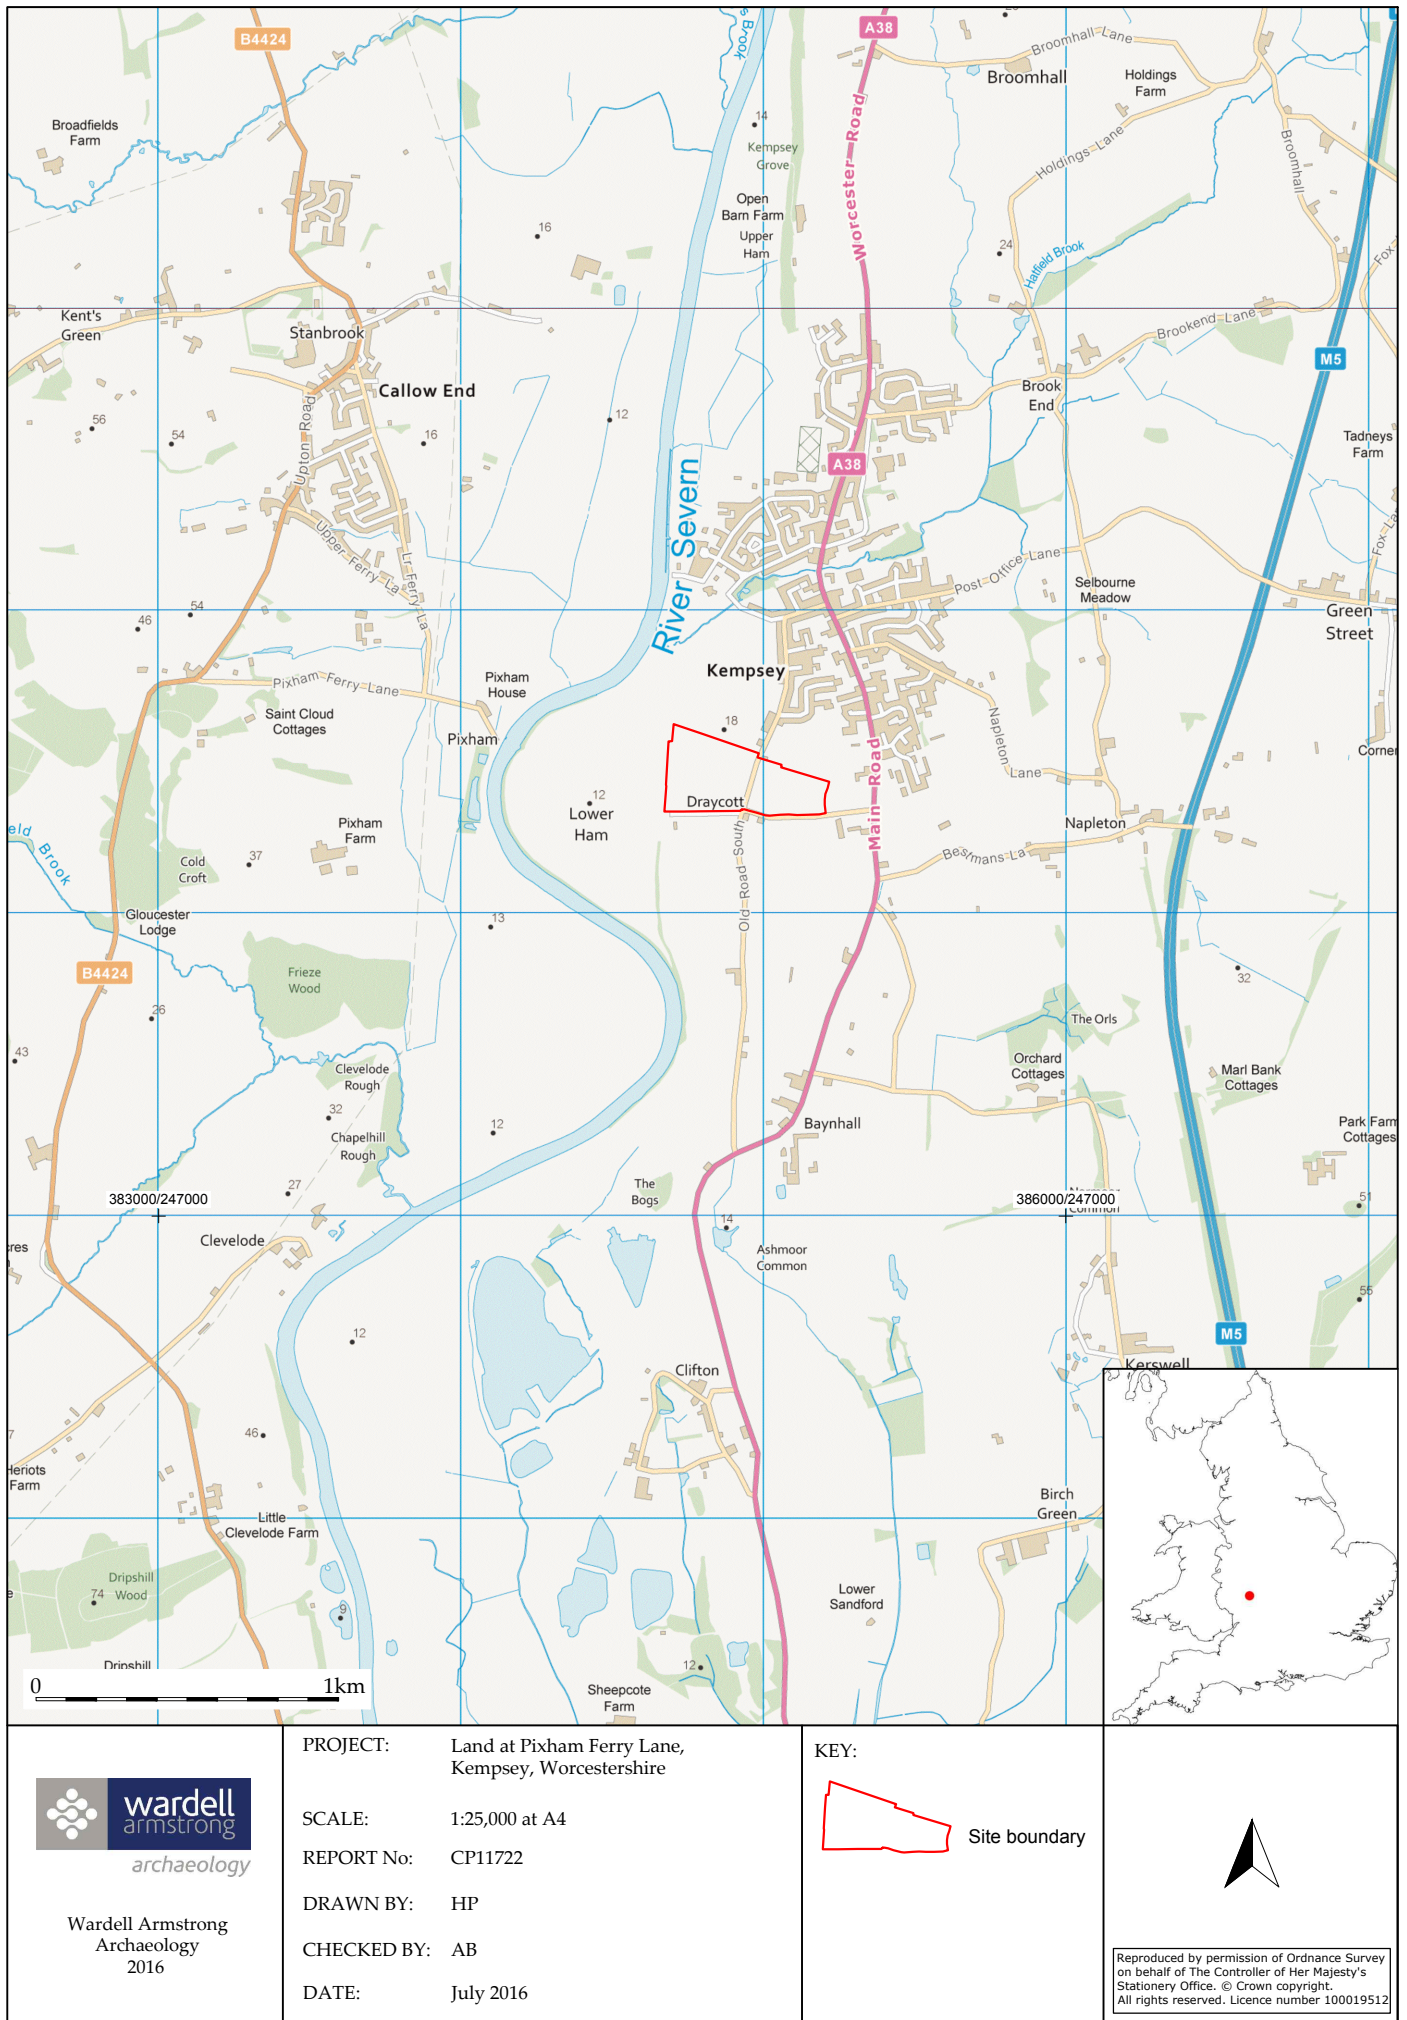 B4424
s Brook
A38
Broomhall Lane
Broomhall
Holdings
Farm
Broadfields
Farm
14
Kempsey
Grove
Worcester Road
Holdings Lane
Broomhall
Open
Barn Farm
Upper
Ham
16
24
Hatfield Brook
Fox
Kent's
Green
Stanbrook
Brookend Lane
M5
Callow End
Brook
End
Upton Road
56
54
16
12
Tadneys
Farm
A38
River Severn
Upper Ferry La
Lr Ferry La
Post Office Lane
Fox La
Selbourne
Meadow
54
46
Green
Street
Pixham Ferry Lane
Pixham
House
Kempsey
Saint Cloud
Cottages
18
Napleton Lane
Pixham
Main Road
Corner
12
Draycott
Lower
Ham
Pixham
Farm
Napleton
eld Brook
Cold
Croft
37
Old Road South
Gloucester
Lodge
13
B4424
Frieze
Wood
32
26
The Orls
43
Orchard
Cottages
Clevelode
Rough
Marl Bank
Cottages
32
12
Chapelhill
Rough
Baynhall
Park Farm
Cottages
The
Bogs
27
383000/247000
386000/247000
Common
51
14
Clevelode
cres
Ashmoor
Common
55
12
M5
Clifton
Kerswell
46
7
Heriots
Farm
Birch
Green
Little
Clevelode Farm
Dripshill
Wood
74
9
Lower
Sandford
Dripshill
12
Sheepcote
Farm
0 1km
wardell
armstrong
archaeology
Wardell Armstrong
Archaeology
2016
PROJECT: Land at Pixham Ferry Lane,
Kempsey, Worcestershire
SCALE: 1:25,000 at A4
REPORT No: CP11722
DRAWN BY: HP
CHECKED BY: AB
DATE: July 2016
KEY:
Site boundary
Reproduced by permission of Ordnance Survey
on behalf of The Controller of Her Majesty's
Stationery Office. © Crown copyright.
All rights reserved. Licence number 100019512